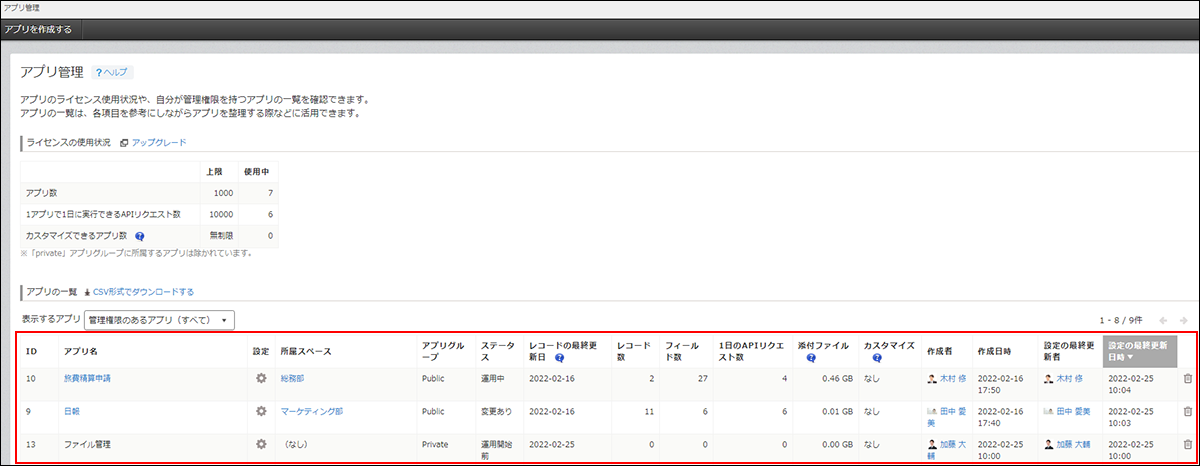 アプリ管理
アプリを作成する
アプリ管理 ?ヘルプ
アプリのライセンス使用状況や、自分が管理権限を持つアプリの一覧を確認できます。
アプリの一覧は、各項目を参考にしながらアプリを整理する際などに活用できます。
ライセンスの使用状況 アップグレード
上限 使用中
アプリ数 1000 7
1アプリで1日に実行できるAPIリクエスト数 10000 6
カスタマイズできるアプリ数 ? 無制限 0
※「private」アプリグループに所属するアプリは除かれています。
アプリの一覧 CSV形式でダウンロードする
表示するアプリ 管理権限のあるアプリ（すべて） ▼
1 - 8 / 9件
ID アプリ名 設定 所属スペース アプリグループ ステータス レコードの最終更新日 ? レコード数 フィールド数 1日のAPIリクエスト数 添付ファイル ? カスタマイズ ? 作成者 作成日時 設定の最終更新者 設定の最終更新日時▼
10 旅費精算申請 総務部 Public 運用中 2022-02-16 2 27 4 0.46 GB なし 木村 修 2022-02-16 17:50 木村 修 2022-02-25 10:04
9 日報 マーケティング部 Public 変更あり 2022-02-16 11 6 6 0.01 GB なし 田中 愛美 2022-02-16 17:40 田中 愛美 2022-02-25 10:03
13 ファイル管理 （なし） Private 運用開始前 2022-02-25 0 0 0 0.00 GB なし 加藤 大輔 2022-02-25 10:00 加藤 大輔 2022-02-25 10:00